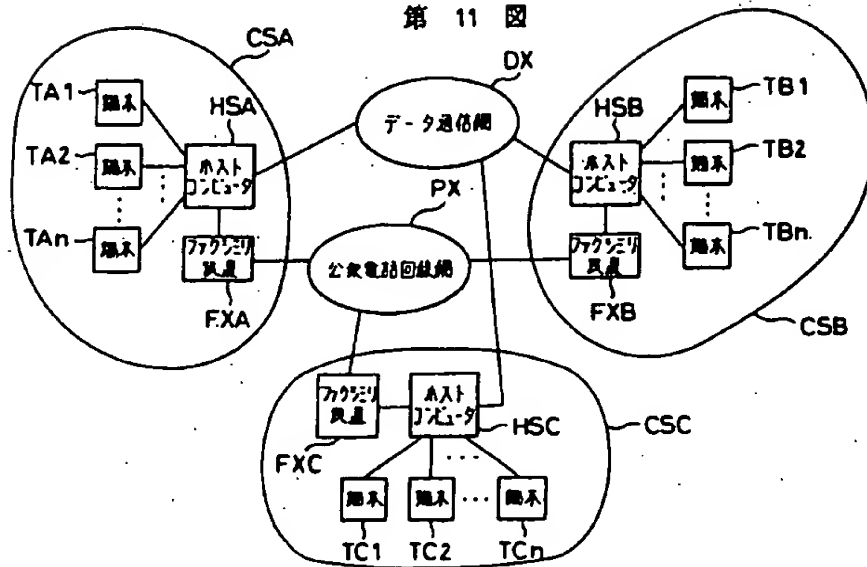 第 11 図
CSA
DX
TA1
端末
HSA
データ通信網
HSB
端末
TB1
TA2
端末
ホスト
コンピュータ
ホスト
コンピュータ
端末
TB2
PX
TAn
端末
ファクシミリ
装置
公衆電話回線網
ファクシミリ
装置
端末
TBn
FXA
FXB
CSB
ファクシミリ
装置
ホスト
コンピュータ
HSC
CSC
FXC
端末
端末
端末
TC1
TC2
TCn